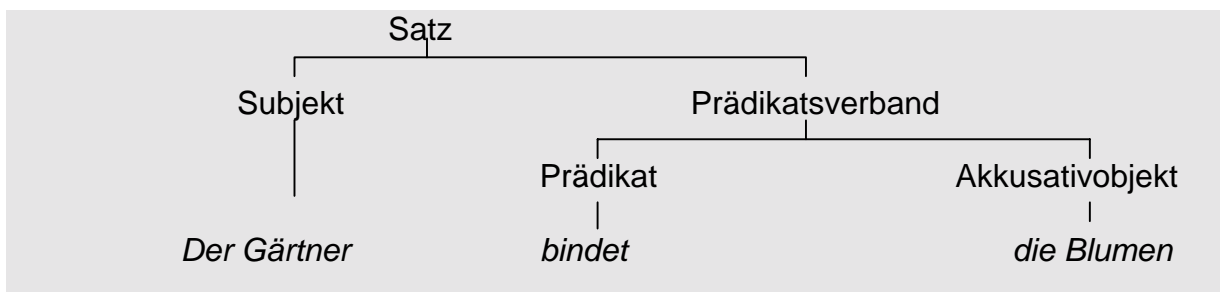 Satz
Subjekt Prädikatsverband
Prädikat Akkusativobjekt
Der Gärtner bindet die Blumen